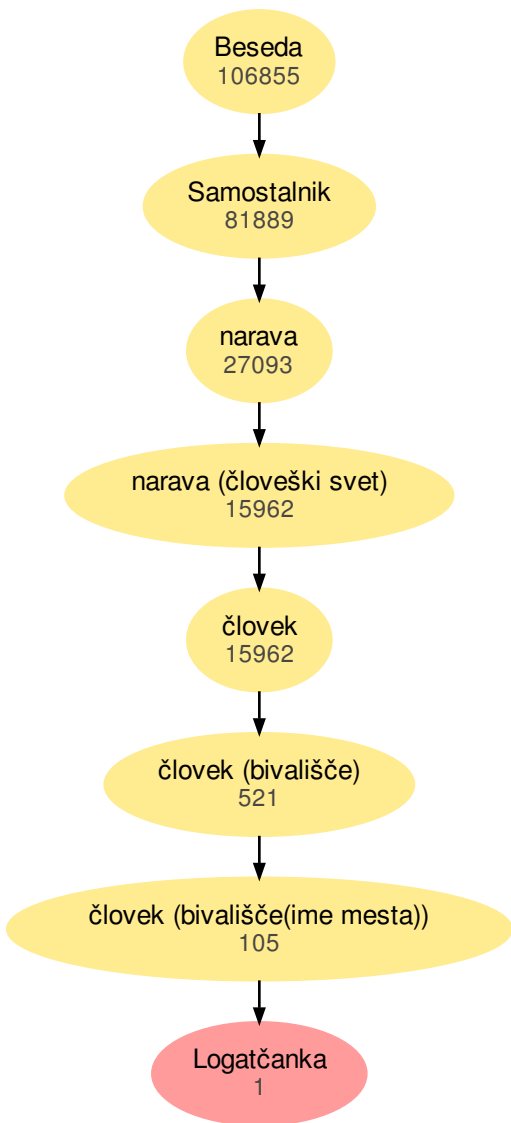 Beseda
106855
Samostalnik
81889
narava
27093
narava (človeški svet)
15962
človek
15962
človek (bivališče)
521
človek (bivališče(ime mesta))
105
Logatčanka
1